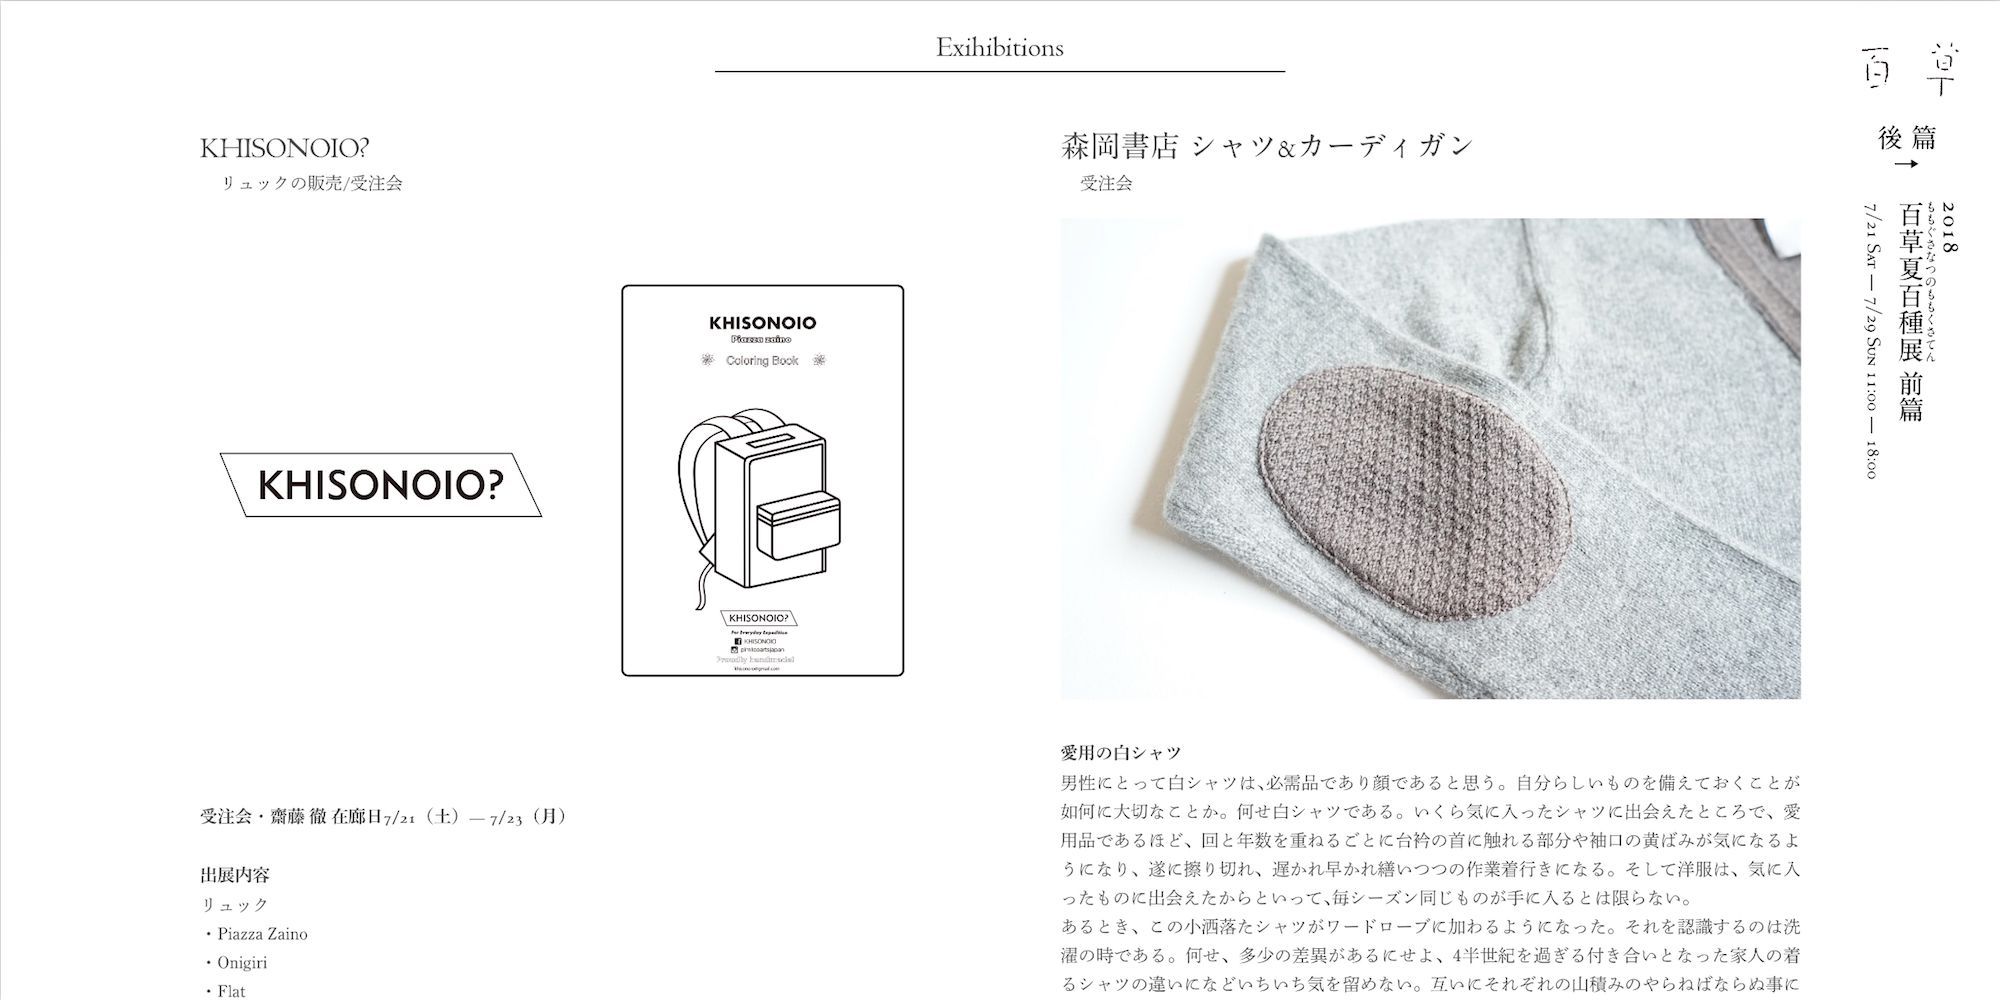 Exihibitions
KHISONOIO?
リュックの販売/受注会
KHISONOIO?
KHISONOIO
Piazza zaino
Coloring Book
KHISONOIO?
For Everyday Expedition
KHISONOIO
pimlicoartsjapan
Proudly handmade!
khisonoio@gmail.com
受注会・齋藤 徹 在廊日7/21（土）— 7/23（月）
出展内容
リュック
・Piazza Zaino
・Onigiri
・Flat
森岡書店 シャツ&カーディガン
受注会
愛用の白シャツ
男性にとって白シャツは、必需品であり顔であると思う。自分らしいものを備えておくことが
如何に大切なことか。何せ白シャツである。いくら気に入ったシャツに出会えたところで、愛
用品であるほど、回と年数を重ねるごとに台衿の首に触れる部分や袖口の黄ばみが気になるよ
うになり、遂に擦り切れ、遅かれ早かれ繕いつつの作業着行きになる。そして洋服は、気に入
ったものに出会えたからといって、毎シーズン同じものが手に入るとは限らない。
あるとき、この小洒落たシャツがワードローブに加わるようになった。それを認識するのは洗
濯の時である。何せ、多少の差異があるにせよ、4半世紀を過ぎる付き合いとなった家人の着
るシャツの違いになどいちいち気を留めない。互いにそれぞれの山積みのやらねばならぬ事に
百草
後篇
→
2018
ももぐさなつのももくさてん
百草夏百種展 前篇
7/21 Sat — 7/29 Sun 11:00 — 18:00